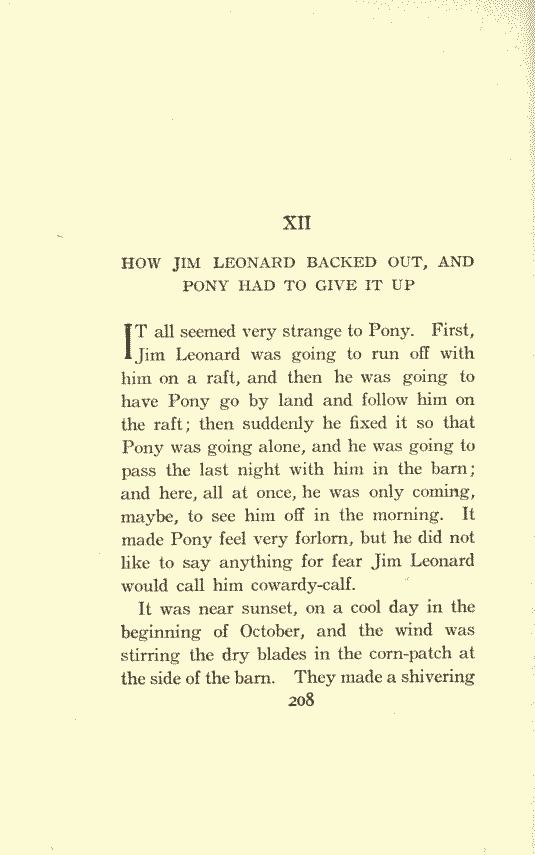 XII
HOW JIM LEONARD BACKED OUT, AND
PONY HAD TO GIVE IT UP
IT all seemed very strange to Pony. First,
Jim Leonard was going to run off with
him on a raft, and then he was going to
have Pony go by land and follow him on
the raft; then suddenly he fixed it so that
Pony was going alone, and he was going to
pass the last night with him in the barn;
and here, all at once, he was only coming,
maybe, to see him off in the morning. It
made Pony feel very forlorn, but he did not
like to say anything for fear Jim Leonard
would call him cowardy-calf.
It was near sunset, on a cool day in the
beginning of October, and the wind was
stirring the dry blades in the corn-patch at
the side of the barn. They made a shivering
208